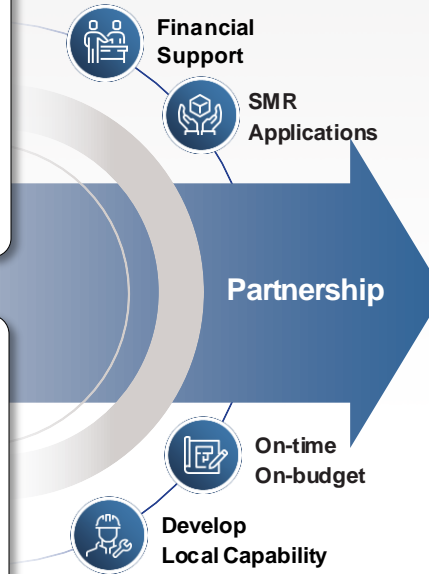 Financial
Support
SMR
Applications
Partnership
On-time
On-budget
Develop
Local Capability